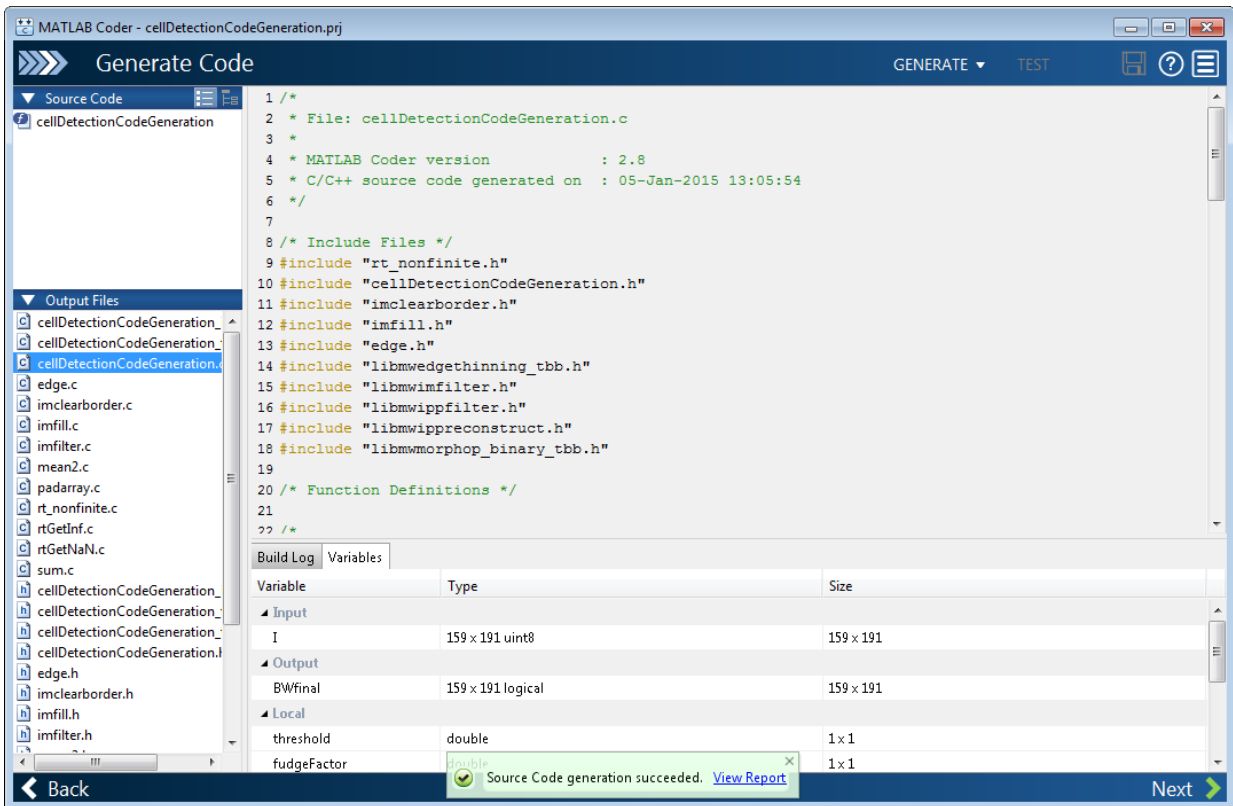 MATLAB Coder - cellDetectionCodeGeneration.prj
Generate Code
GENERATE
TEST
Source Code
cellDetectionCodeGeneration
Output Files
cellDetectionCodeGeneration_
cellDetectionCodeGeneration_
cellDetectionCodeGeneration.c
edge.c
imclearborder.c
imfill.c
imfilter.c
mean2.c
padarray.c
rt_nonfinite.c
rtGetInf.c
rtGetNaN.c
sum.c
cellDetectionCodeGeneration_
cellDetectionCodeGeneration_
cellDetectionCodeGeneration_
cellDetectionCodeGeneration.h
edge.h
imclearborder.h
imfill.h
imfilter.h
1 /*
2 * File: cellDetectionCodeGeneration.c
3 *
4 * MATLAB Coder version : 2.8
5 * C/C++ source code generated on : 05-Jan-2015 13:05:54
6 */
7
8 /* Include Files */
9 #include "rt_nonfinite.h"
10 #include "cellDetectionCodeGeneration.h"
11 #include "imclearborder.h"
12 #include "imfill.h"
13 #include "edge.h"
14 #include "libmwedgethinning_tbb.h"
15 #include "libmwimfilter.h"
16 #include "libmwippfilter.h"
17 #include "libmwippreconstruct.h"
18 #include "libmwmorphop_binary_tbb.h"
19
20 /* Function Definitions */
21
22 /*
Build Log Variables
Variable Type Size
Input
I 159 x 191 uint8 159 x 191
Output
BWfinal 159 x 191 logical 159 x 191
Local
threshold double 1 x 1
fudgeFactor double 1 x 1
Source Code generation succeeded. View Report
Back
Next